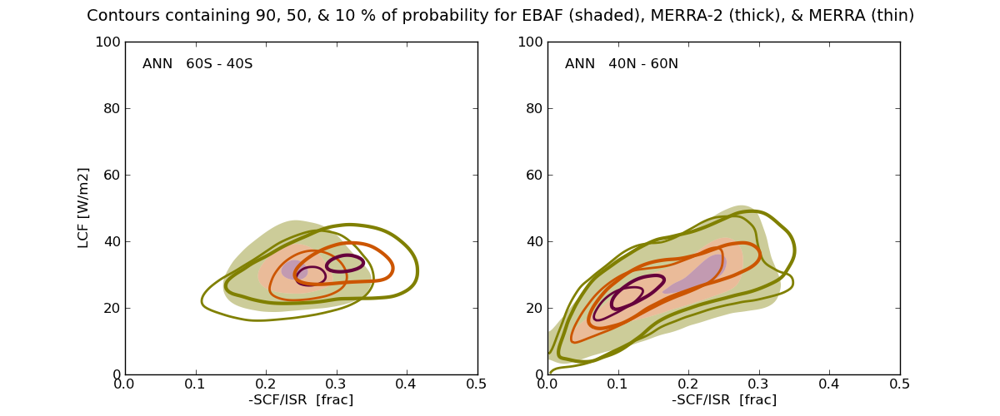 Contours containing 90, 50, & 10 % of probability for EBAF (shaded), MERRA-2 (thick), & MERRA (thin)
LCF [W/m2]
100
80
60
40
20
0
ANN   60S - 40S
0.0 0.1 0.2 0.3 0.4 0.5
-SCF/ISR  [frac]
100
80
60
40
20
0
ANN   40N - 60N
0.0 0.1 0.2 0.3 0.4 0.5
-SCF/ISR  [frac]